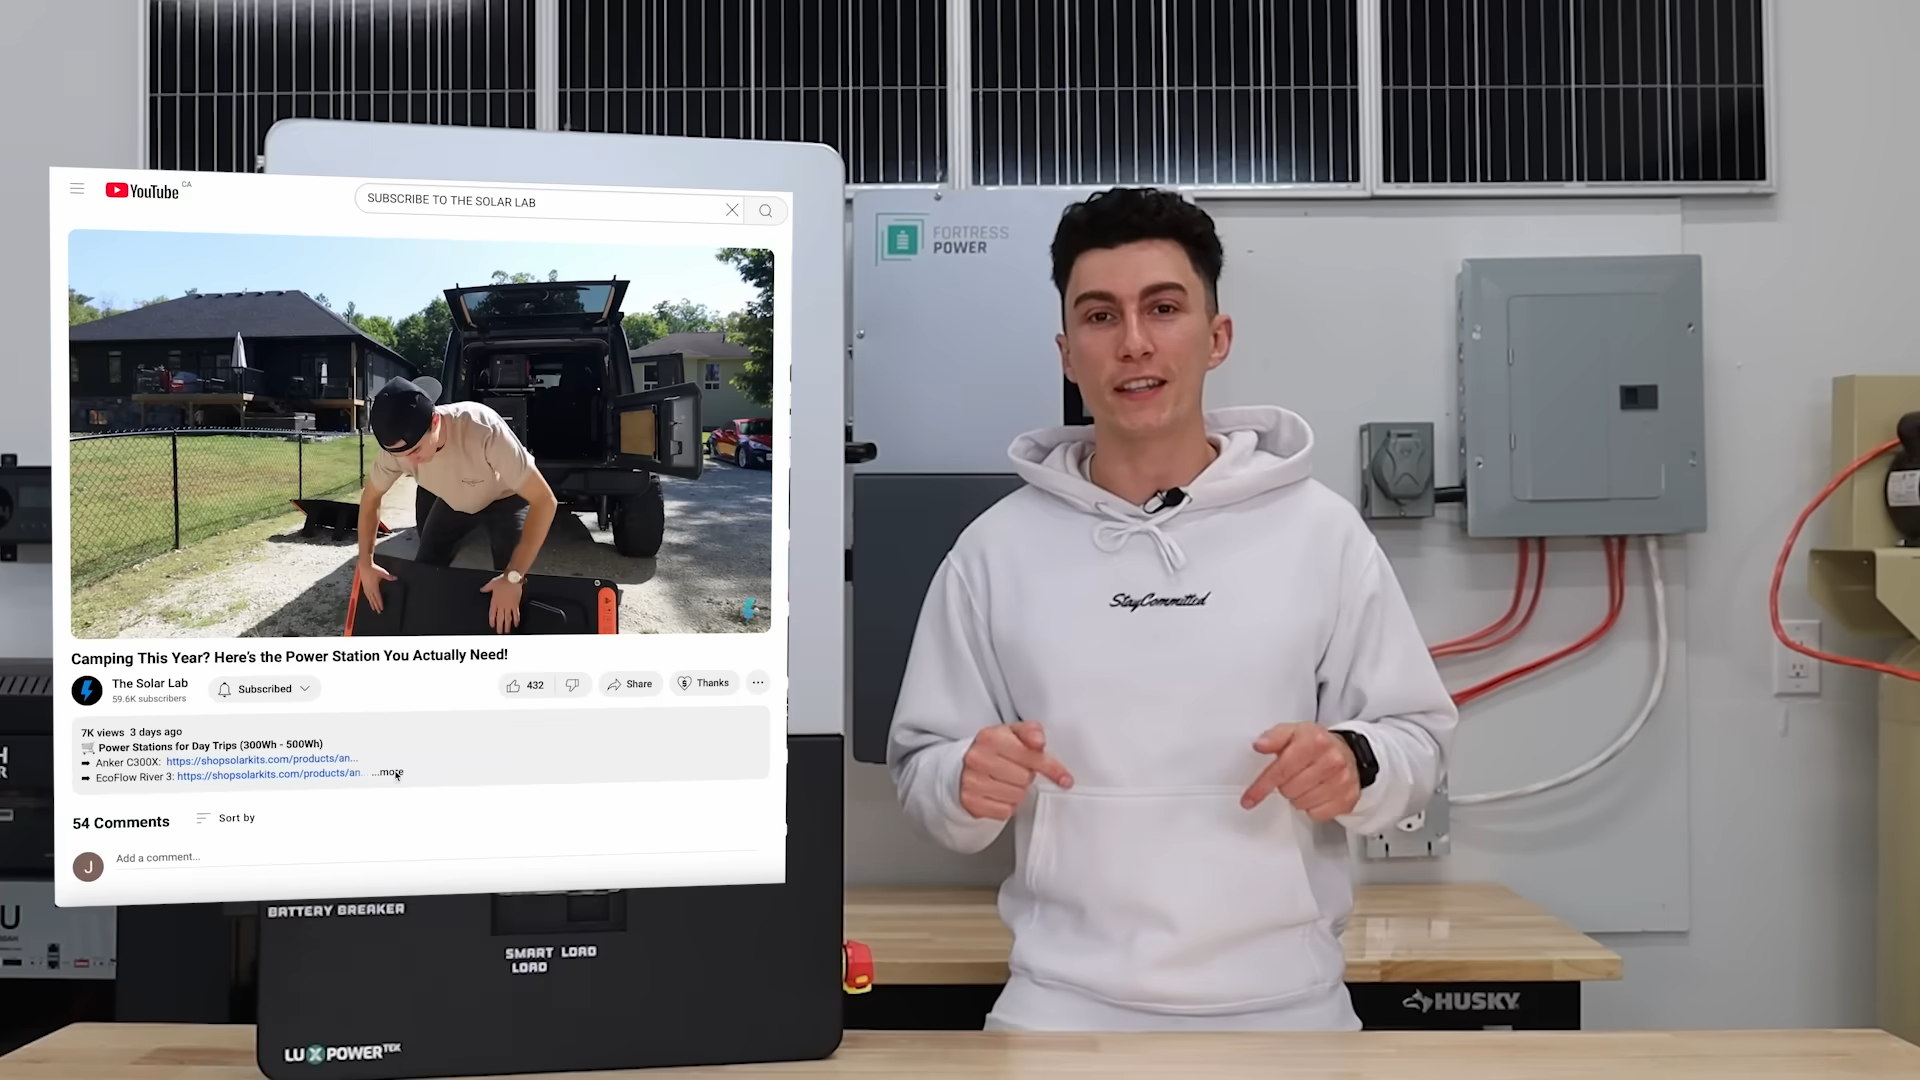 YouTube CA
SUBSCRIBE TO THE SOLAR LAB
Camping This Year? Here's the Power Station You Actually Need!
The Solar Lab
59.6K subscribers
Subscribed
432
Share
Thanks
7K views 3 days ago
Power Stations for Day Trips (300Wh - 500Wh)
Anker C300X: https://shopsolarkits.com/products/an...
EcoFlow River 3: https://shopsolarkits.com/products/an. ...more
54 Comments
Sort by
J
Add a comment...
BATTERY BREAKER
SMART LOAD
LOAD
LUXPOWERTEK
FORTRESS
POWER
StayCommitted
HUSKY